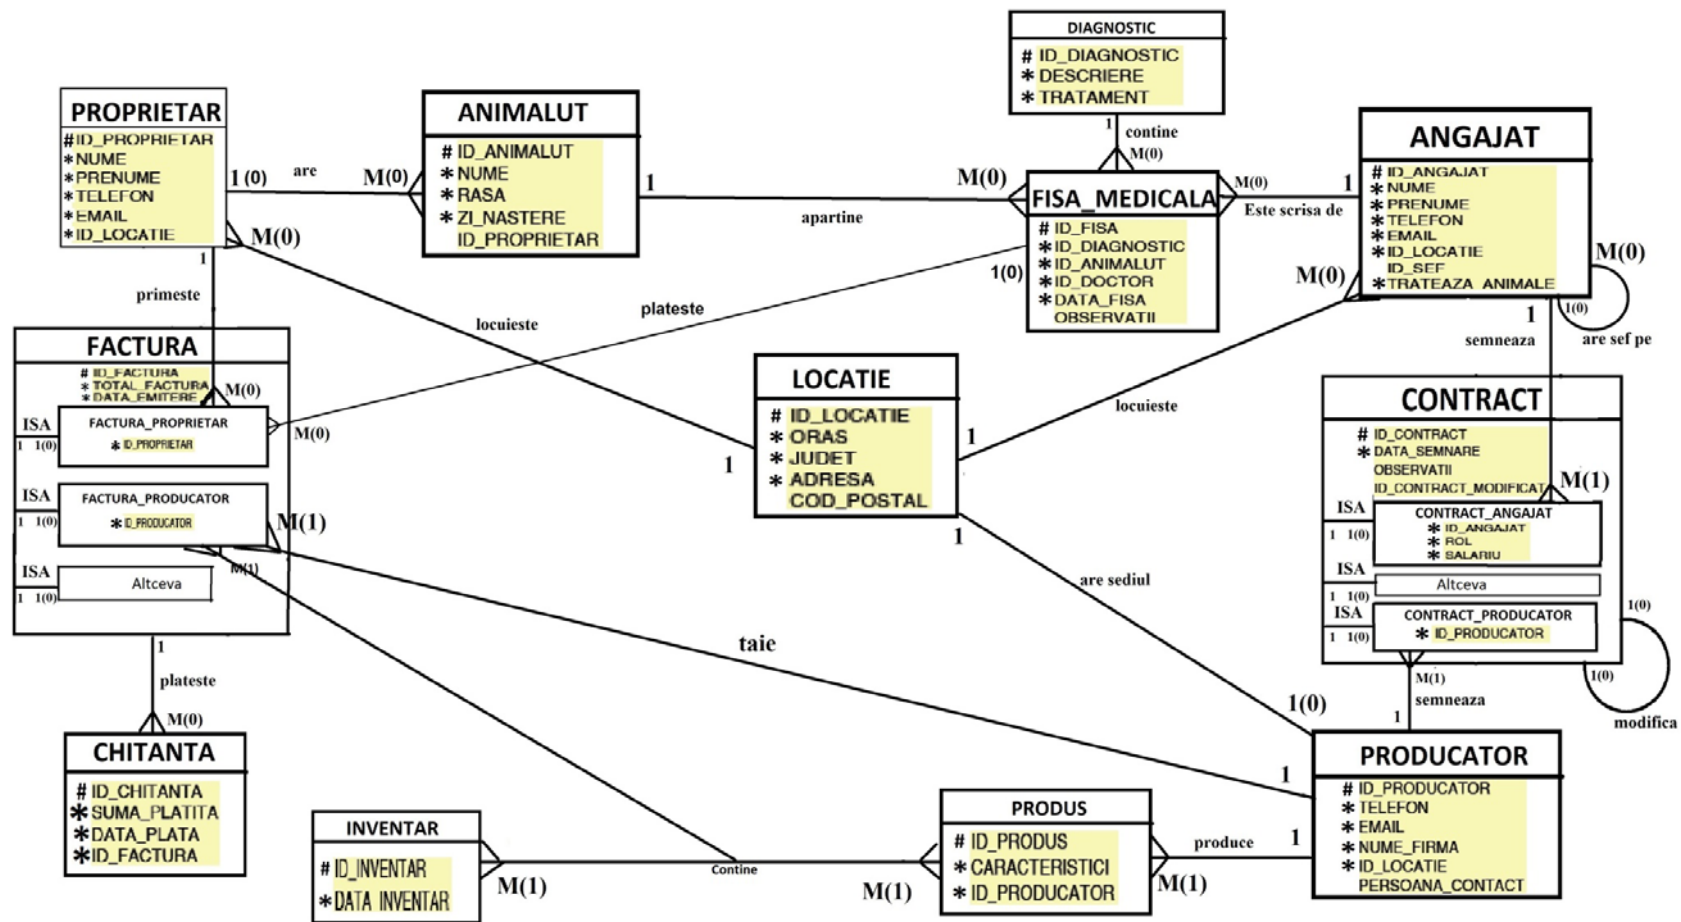 DIAGNOSTIC
# ID_DIAGNOSTIC
* DESCRIERE
* TRATAMENT
1
contine
M(0)
PROPRIETAR
# ID_PROPRIETAR
* NUME
* PRENUME
* TELEFON
* EMAIL
* ID_LOCATIE
1 (0)
are
M(0)
ANIMALUT
# ID_ANIMALUT
* NUME
* RASA
* ZI_NASTERE
ID_PROPRIETAR
1
apartine
M(0)
FISA_MEDICALA
# ID_FISA
* ID_DIAGNOSTIC
* ID_ANIMALUT
* ID_DOCTOR
* DATA_FISA
OBSERVATII
M(0)
Este scrisa de
1
ANGAJAT
# ID_ANGAJAT
* NUME
* PRENUME
* TELEFON
* EMAIL
* ID_LOCATIE
ID_SEF
* TRATEAZA ANIMALE
M(0)
1(0)
are sef pe
M(0)
1
primeste
M(0)
locuieste
1
plateste
1(0)
M(0)
M(0)
locuieste
1
1
semneaza
M(1)
FACTURA
# ID_FACTURA
* TOTAL_FACTURA
* DATA_EMITERE
ISA
1 1(0)
FACTURA_PROPRIETAR
* ID_PROPRIETAR
ISA
1 1(0)
FACTURA_PRODUCATOR
* ID_PRODUCATOR
M(1)
M(1)
ISA
1 1(0)
Altceva
LOCATIE
# ID_LOCATIE
* ORAS
* JUDET
* ADRESA
COD_POSTAL
1
are sediul
1(0)
CONTRACT
# ID_CONTRACT
* DATA_SEMNARE
OBSERVATII
ID_CONTRACT_MODIFICAT
ISA
1 1(0)
CONTRACT_ANGAJAT
* ID_ANGAJAT
* ROL
* SALARIU
ISA
1 1(0)
Altceva
ISA
1 1(0)
CONTRACT_PRODUCATOR
* ID_PRODUCATOR
1(0)
1(0)
modifica
M(1)
semneaza
1
taie
1
1
plateste
M(0)
CHITANTA
# ID_CHITANTA
* SUMA_PLATITA
* DATA_PLATA
* ID_FACTURA
INVENTAR
# ID_INVENTAR
* DATA INVENTAR
M(1)
Contine
M(1)
PRODUS
# ID_PRODUS
* CARACTERISTICI
* ID_PRODUCATOR
M(1)
produce
1
PRODUCATOR
# ID_PRODUCATOR
* TELEFON
* EMAIL
* NUME_FIRMA
* ID_LOCATIE
PERSOANA_CONTACT